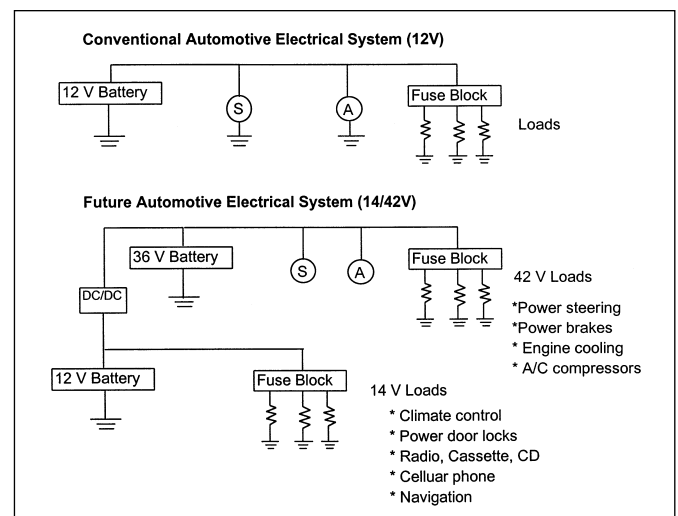 Conventional Automotive Electrical System (12V)
12 V Battery
S
A
Fuse Block
Loads
Future Automotive Electrical System (14/42V)
36 V Battery
S
A
Fuse Block
42 V Loads
DC/DC
*Power steering
*Power brakes
* Engine cooling
* A/C compressors
12 V Battery
Fuse Block
14 V Loads
* Climate control
* Power door locks
* Radio, Cassette, CD
* Celluar phone
* Navigation